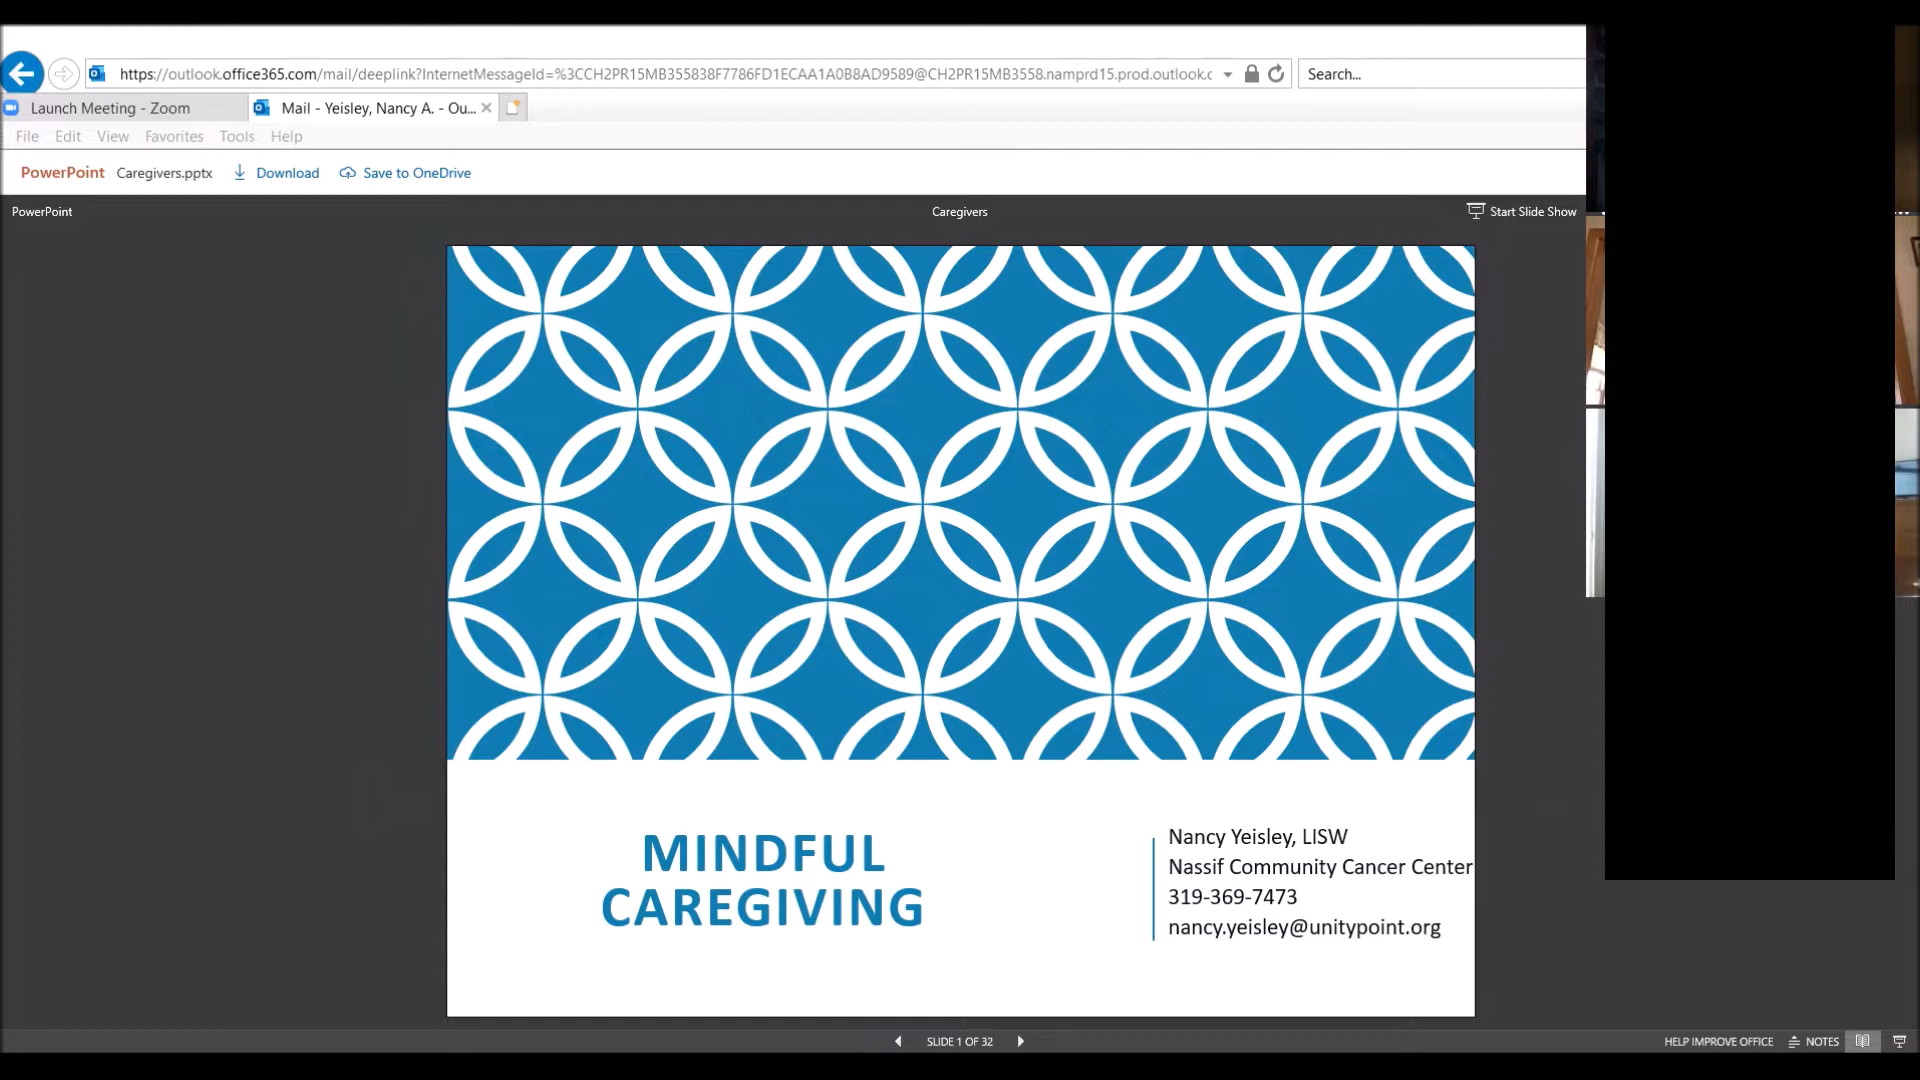 https://outlook.office365.com/mail/deeplink?InternetMessageId=%3CCH2PR15MB355838F7786FD1ECAA1A0B8AD9589@CH2PR15MB3558.namprd15.prod.outlook.c
Search...
Launch Meeting - Zoom
Mail - Yeisley, Nancy A. - Ou...
File Edit View Favorites Tools Help
PowerPoint Caregivers.pptx Download Save to OneDrive
PowerPoint
Caregivers
Start Slide Show
MINDFUL
CAREGIVING
Nancy Yeisley, LISW
Nassif Community Cancer Center
319-369-7473
nancy.yeisley@unitypoint.org
SLIDE 1 OF 32
HELP IMPROVE OFFICE
NOTES